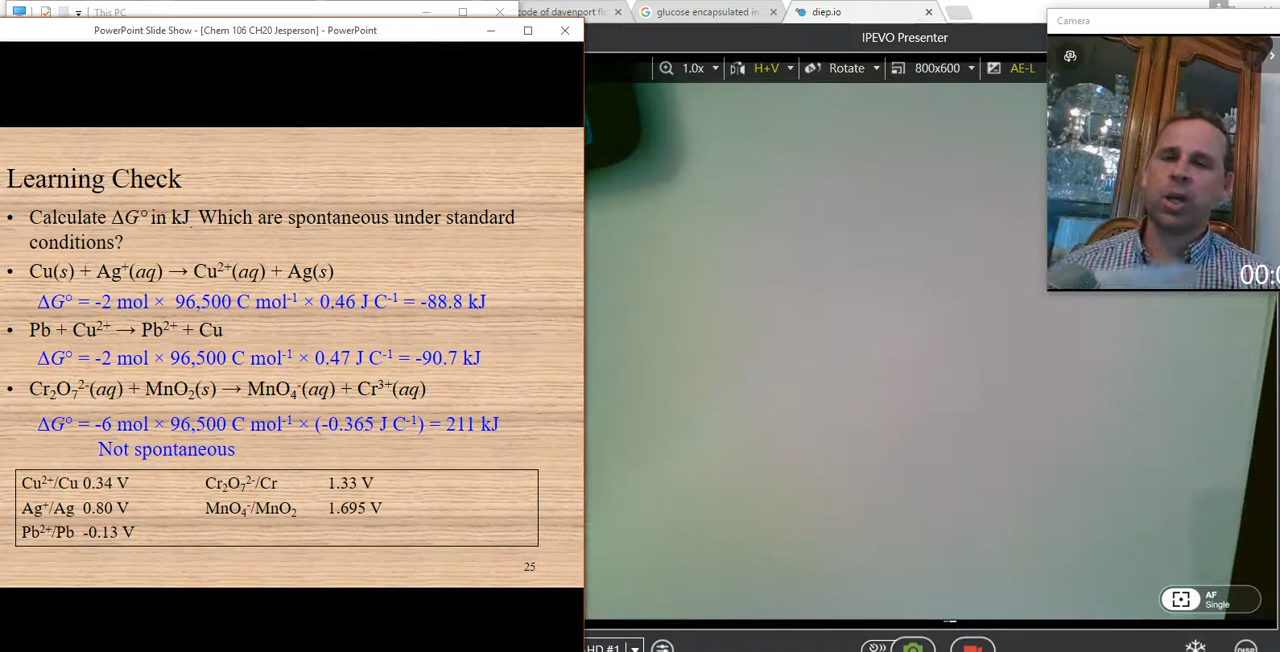 This PC
code of davenport fl
glucose encapsulated in
diep.io
PowerPoint Slide Show - [Chem 106 CH20 Jesperson] - PowerPoint
IPEVO Presenter
Camera
1.0x
H+V
Rotate
800x600
AE-L
Learning Check
• Calculate ΔG° in kJ. Which are spontaneous under standard
conditions?
• Cu(s) + Ag⁺(aq) → Cu²⁺(aq) + Ag(s)
ΔG° = -2 mol × 96,500 C mol⁻¹ × 0.46 J C⁻¹ = -88.8 kJ
• Pb + Cu²⁺ → Pb²⁺ + Cu
ΔG° = -2 mol × 96,500 C mol⁻¹ × 0.47 J C⁻¹ = -90.7 kJ
• Cr₂O₇²⁻(aq) + MnO₂(s) → MnO₄⁻(aq) + Cr³⁺(aq)
ΔG° = -6 mol × 96,500 C mol⁻¹ × (-0.365 J C⁻¹) = 211 kJ
Not spontaneous
Cu²⁺/Cu 0.34 V Cr₂O₇²⁻/Cr 1.33 V
Ag⁺/Ag 0.80 V MnO₄⁻/MnO₂ 1.695 V
Pb²⁺/Pb -0.13 V
25
00:
AF
Single
HD #1
DISP